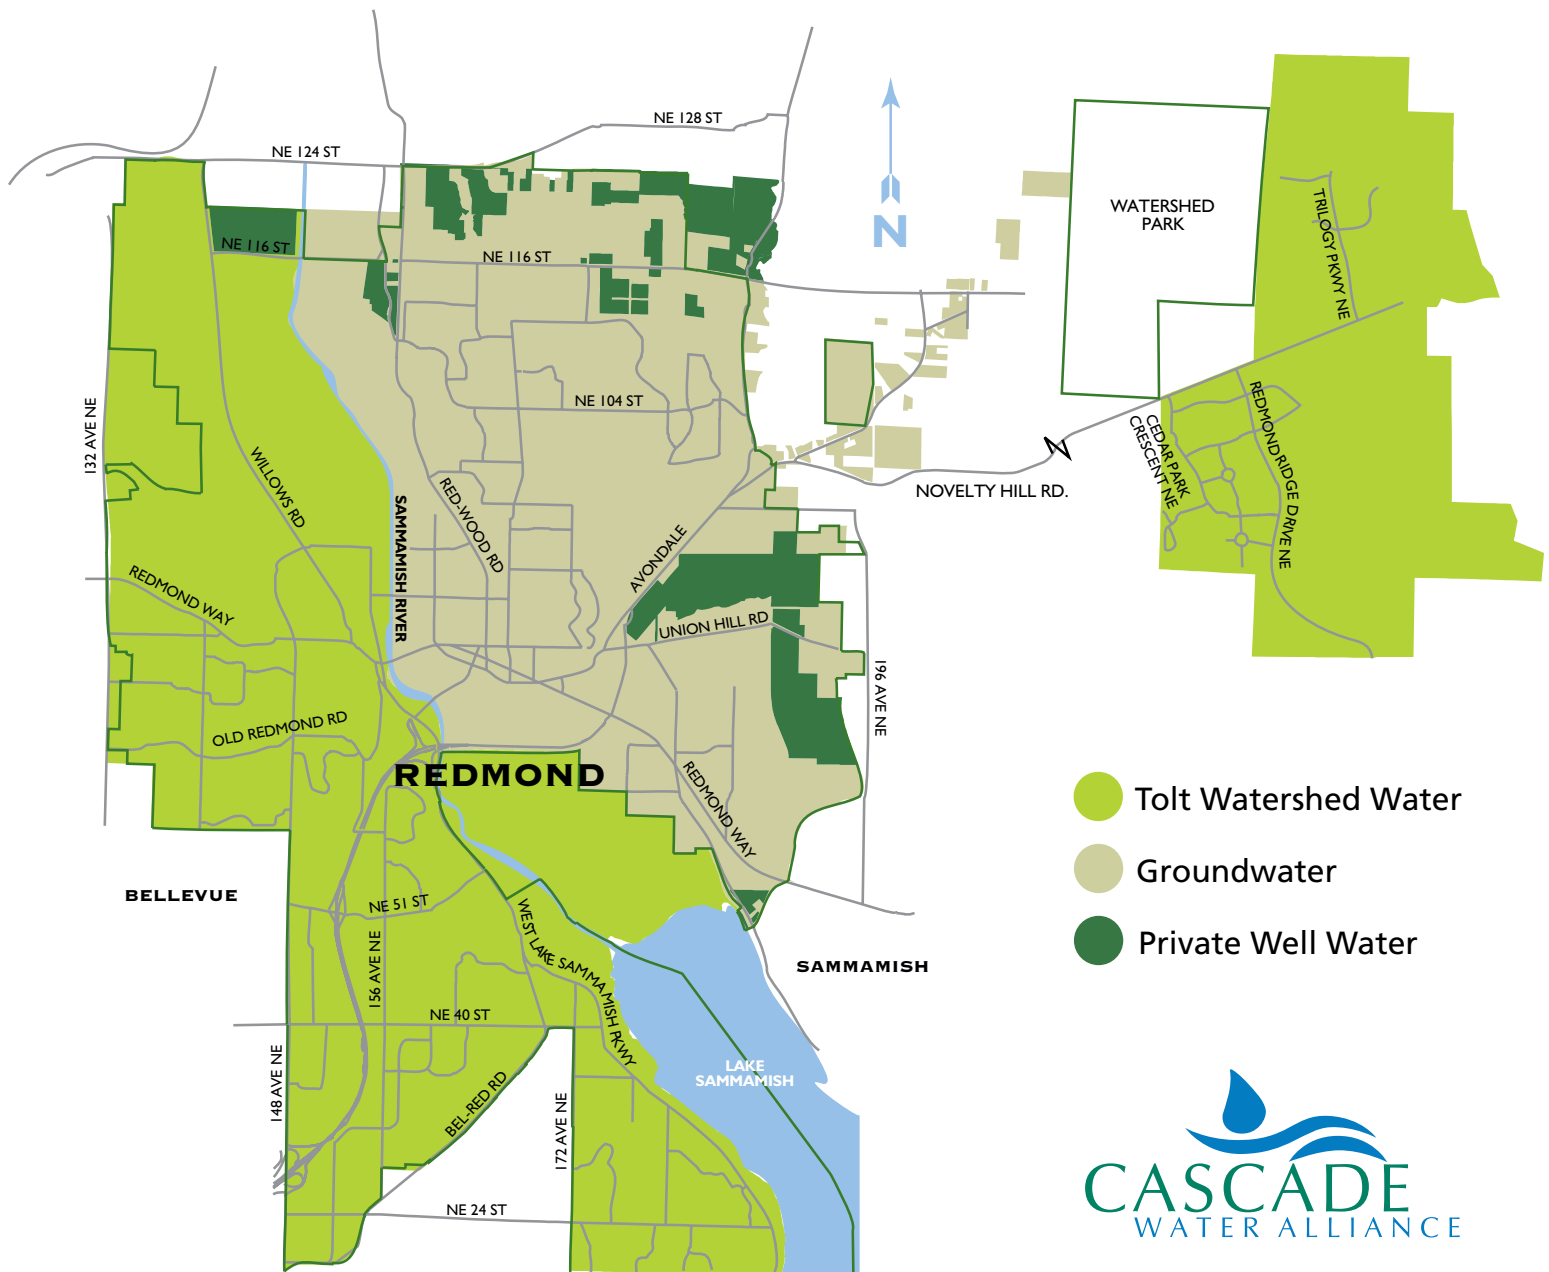 NE 128 ST
NE 124 ST
N
WATERSHED
PARK
TRILOGY PKWY NE
NE 116 ST
NE 116 ST
NE 104 ST
132 AVE NE
WILLOWS RD
SAMMAMISH RIVER
RED-WOOD RD
AVONDALE
NOVELTY HILL RD.
CEDAR PARK
CRESCENT NE
REDMOND RIDGE DRIVE NE
REDMOND WAY
UNION HILL RD
196 AVE NE
OLD REDMOND RD
REDMOND
REDMOND WAY
Tolt Watershed Water
Groundwater
Private Well Water
BELLEVUE
NE 51 ST
156 AVE NE
WEST LAKE SAMMAMISH PKWY
SAMMAMISH
NE 40 ST
148 AVE NE
BEL-RED RD
172 AVE NE
LAKE
SAMMAMISH
NE 24 ST
CASCADE
WATER ALLIANCE